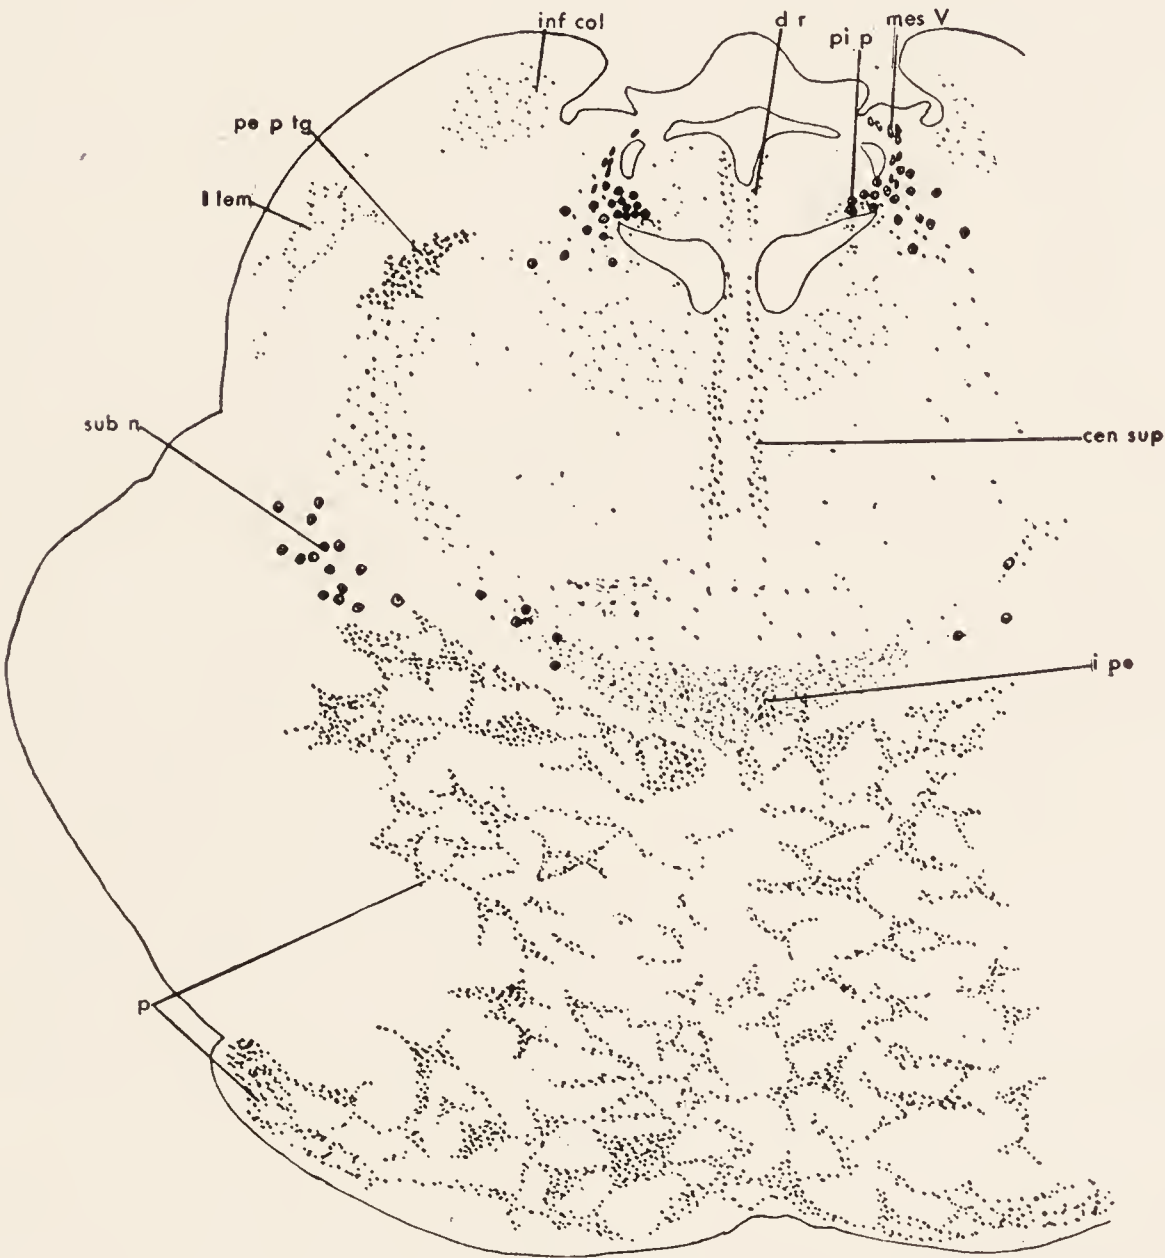 inf col
d r
mes V
pi p
pe p tg
l lem
sub n
cen sup
i pe
p